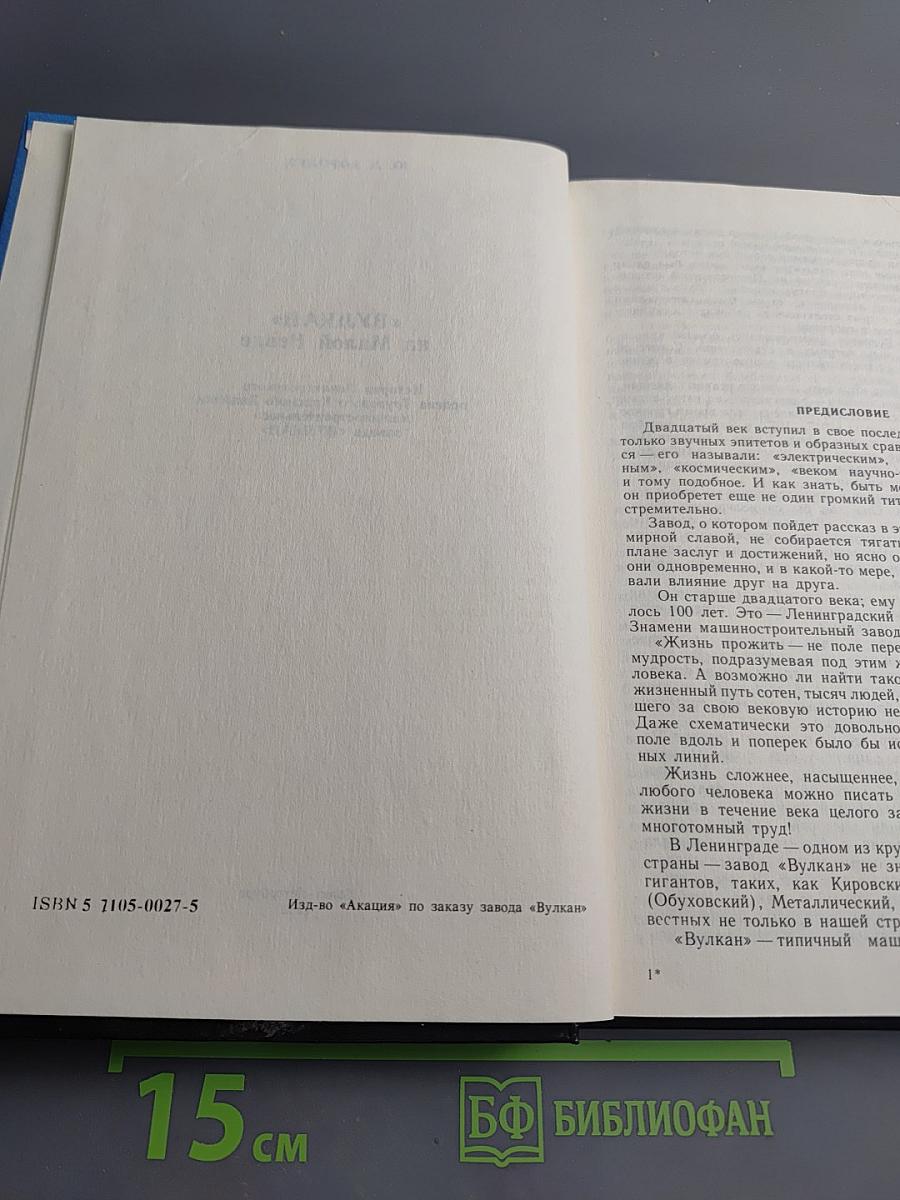 ISBN 5 7105-0027-5
Изд-во «Акация» по заказу завода «Вулкан»
ПРЕДИСЛОВИЕ
Двадцатый век вступил в свое послед
только звучных эпитетов и образных срав
ся — его называли: «электрическим»,
ным», «космическим», «веком научно-
и тому подобное. И как знать, быть мо
он приобретет еще не один громкий тит
стремительно.
Завод, о котором пойдет рассказ в э
мирной славой, не собирается тягат
плане заслуг и достижений, но ясно о
они одновременно, и в какой-то мере,
вали влияние друг на друга.
Он старше двадцатого века; ему
лось 100 лет. Это — Ленинградский
Знамени машиностроительный завод
«Жизнь прожить — не поле пере
мудрость, подразумевая под этим ж
ловека. А возможно ли найти такс
жизненный путь сотен, тысяч людей,
шего за свою вековую историю не
Даже схематически это довольно
поле вдоль и поперек было бы ис
ных линий.
Жизнь сложнее, насыщеннее,
любого человека можно писать
жизни в течение века целого за
многотомный труд!
В Ленинграде — одном из кру
страны — завод «Вулкан» не зн
гигантов, таких, как Кировски
(Обуховский), Металлический,
вестных не только в нашей стр
«Вулкан» — типичный маш
1*
15 см
БФ БИБЛИОФАН